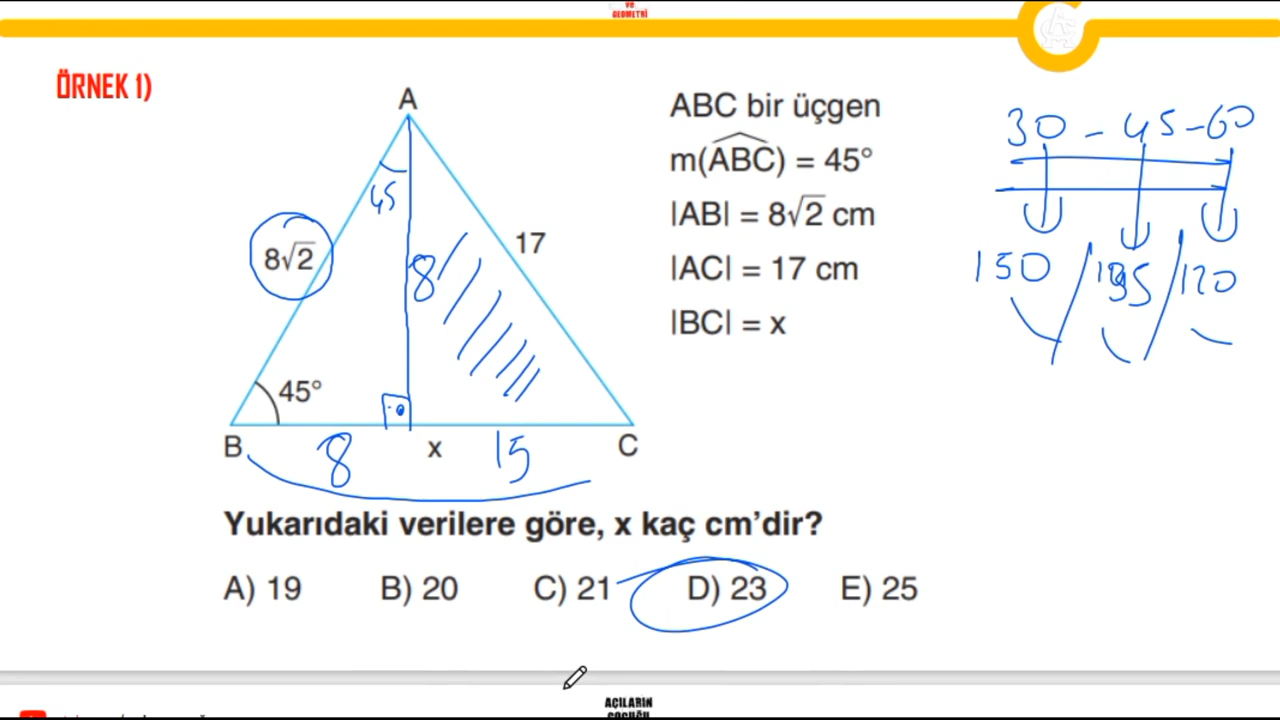 ve
GEOMETRİ
ÖRNEK 1)
A
45
8√2
8
17
45°
B
8
x
15
C
ABC bir üçgen
m(ABC) = 45°
|AB| = 8√2 cm
|AC| = 17 cm
|BC| = x
30 - 45 - 60
150 / 135 / 120
Yukarıdaki verilere göre, x kaç cm'dir?
A) 19 B) 20 C) 21 D) 23 E) 25
AÇILARIN
ÇOCUĞU